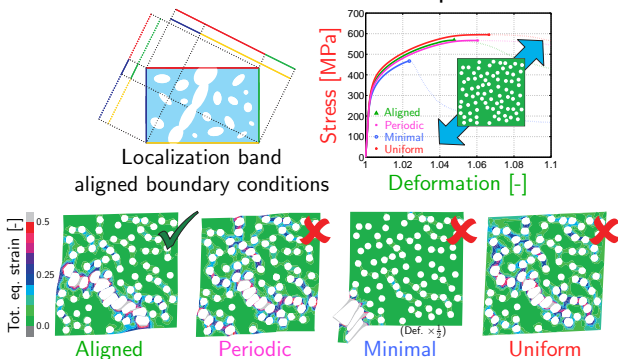 Localization band
aligned boundary conditions
Stress [MPa]
700
600
500
400
300
200
100
0
Aligned
Periodic
Minimal
Uniform
1
1.02
1.04
1.06
1.08
1.1
Deformation [-]
Tot. eq. strain [-]
0.5
0.25
0.0
(Def. × ½)
Aligned
Periodic
Minimal
Uniform